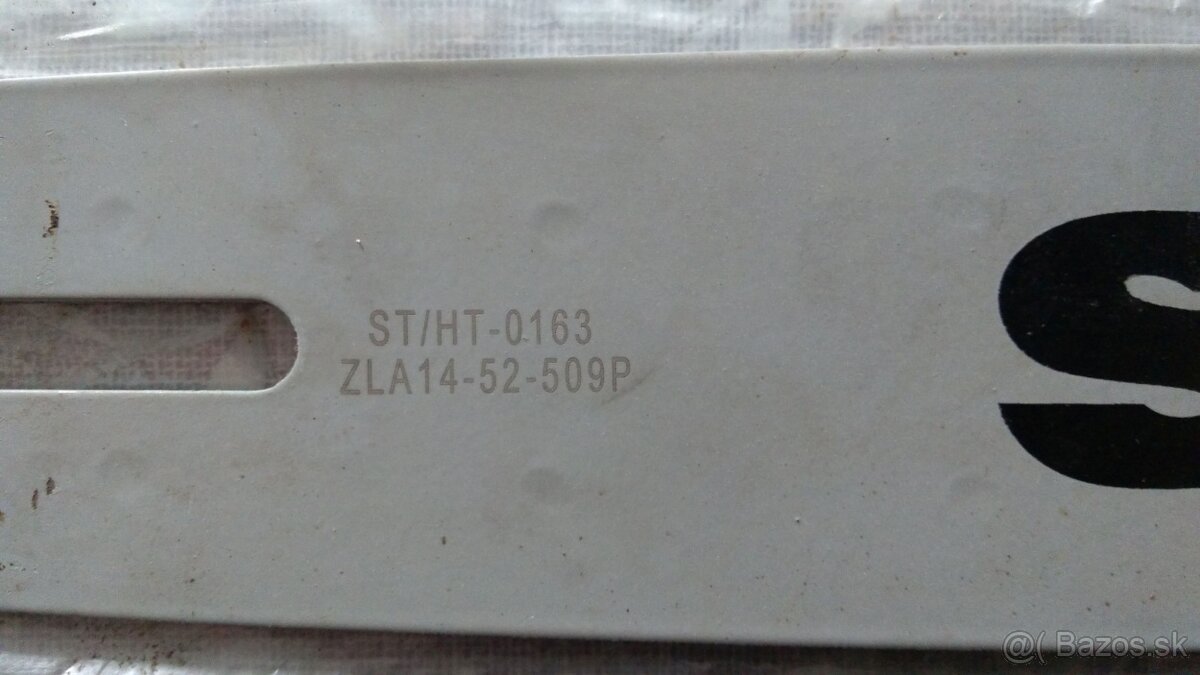 ST/HT-0163
ZLA14-52-509P
S
@( Bazos.sk